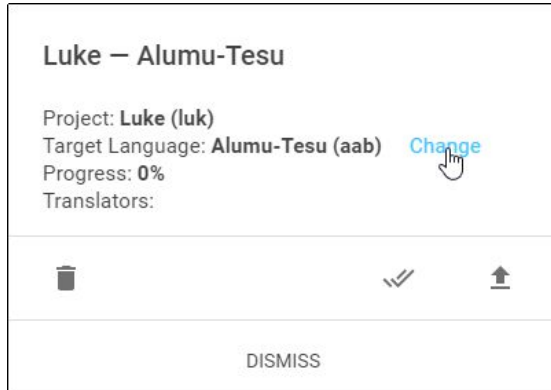 Luke — Alumu-Tesu
Project: Luke (luk)
Target Language: Alumu-Tesu (aab) Change
Progress: 0%
Translators:
DISMISS